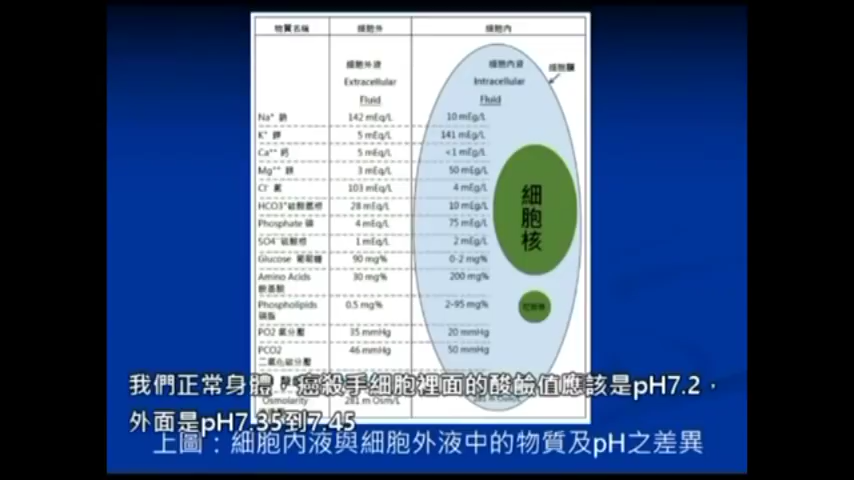 物質名稱 細胞外 細胞內
細胞外液 細胞內液 細胞膜
Extracellular Intracellular
Fluid Fluid
Na⁺ 鈉 142 mEq/L 10 mEq/L
K⁺ 鉀 5 mEq/L 141 mEq/L
Ca⁺⁺ 鈣 5 mEq/L <1 mEq/L
Mg⁺⁺ 鎂 3 mEq/L 50 mEq/L
Cl⁻ 氯 103 mEq/L 4 mEq/L
HCO3⁻ 28 mEq/L 10 mEq/L
Phosphate 磷 4 mEq/L 75 mEq/L
SO4⁻ 硫酸根 1 mEq/L 2 mEq/L
Glucose 葡萄糖 90 mg% 0-2 mg%
Amino Acids 30 mg% 200 mg%
胺基酸
Phospholipids 0.5 mg% 2-95 mg%
磷脂
PO2 氧分壓 35 mmHg 20 mmHg
PCO2 46 mmHg 50 mmHg
二氧化碳分壓
Osmolarity 281 m Osm/L 281 m Osm/L
細胞核
我們正常身體，癌殺手細胞裡面的酸鹼值應該是pH7.2，
外面是pH7.35到7.45
上圖：細胞內液與細胞外液中的物質及pH之差異